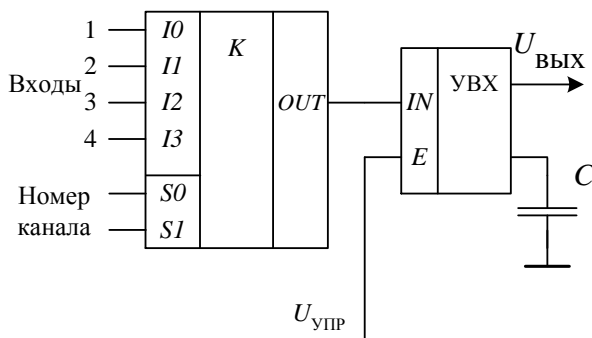 1 I0 K
2 I1
Входы
3 I2 OUT
4 I3
Номер канала
S0
S1
IN УВХ
E
U ВЫХ
C
U УПР